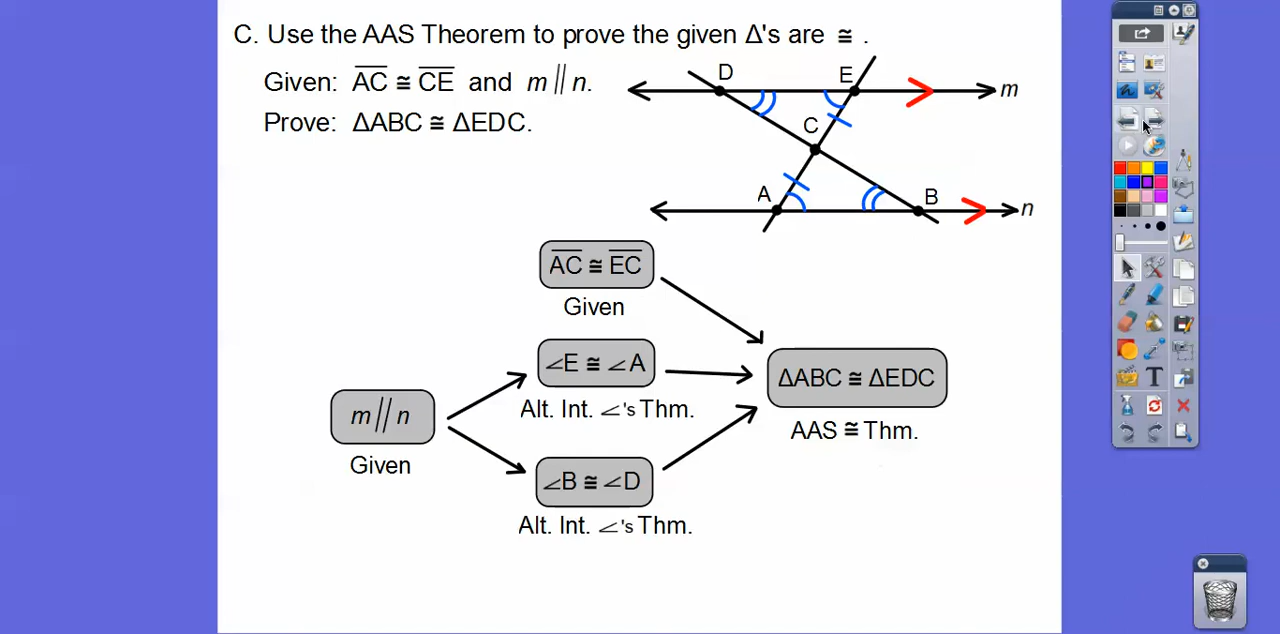 C. Use the AAS Theorem to prove the given Δ's are ≅ .
Given: AC ≅ CE and m ∥ n.
Prove: ΔABC ≅ ΔEDC.
D
E
m
C
A
B
n
AC ≅ EC
Given
∠E ≅ ∠A
Alt. Int. ∠'s Thm.
m ∥ n
Given
ΔABC ≅ ΔEDC
AAS ≅ Thm.
∠B ≅ ∠D
Alt. Int. ∠'s Thm.
T